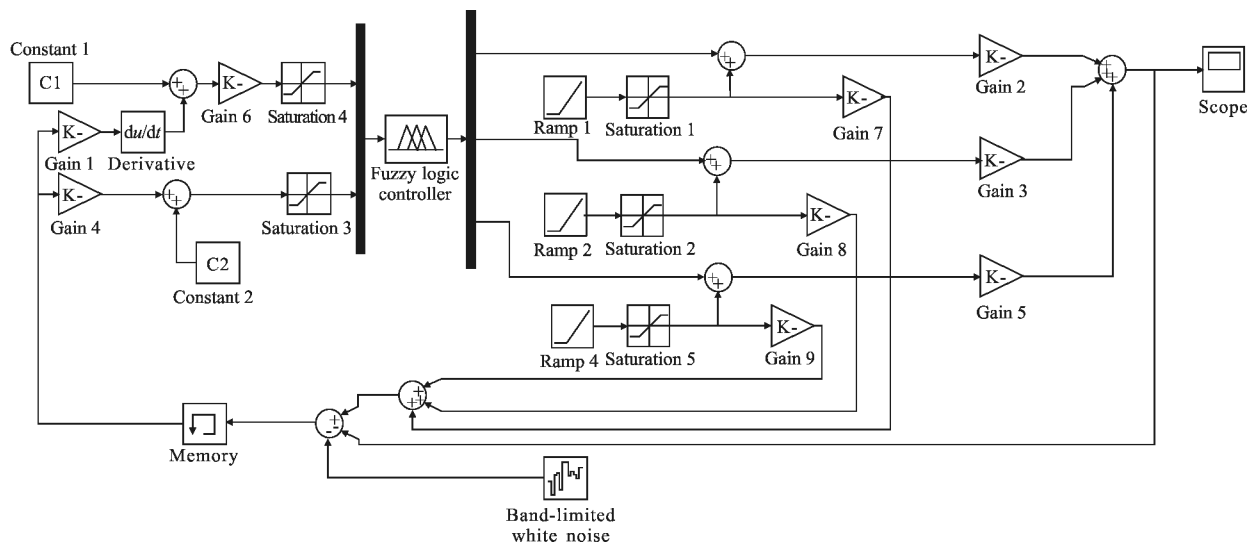 Constant 1
C1
K-
Gain 6
Saturation 4
K-
Gain 1
du/dt
Derivative
K-
Gain 4
Saturation 3
C2
Constant 2
Fuzzy logic
controller
Ramp 1
Saturation 1
K-
Gain 7
K-
Gain 2
Scope
K-
Gain 3
Ramp 2
Saturation 2
K-
Gain 8
K-
Gain 5
Ramp 4
Saturation 5
K-
Gain 9
Memory
Band-limited
white noise